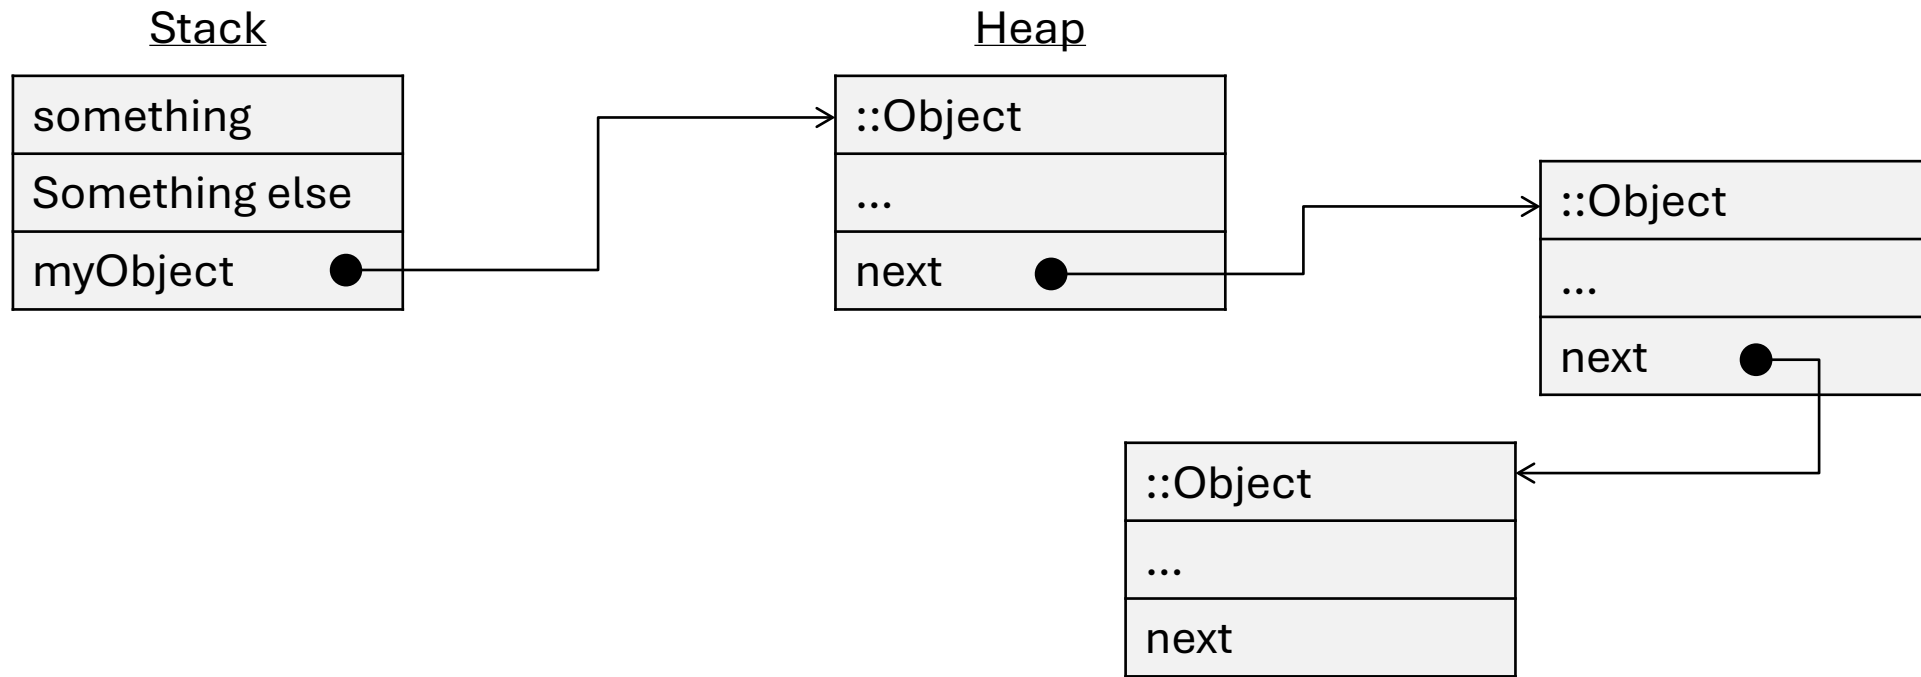 Stack
something
Something else
myObject
Heap
::Object
...
next
::Object
...
next
::Object
...
next